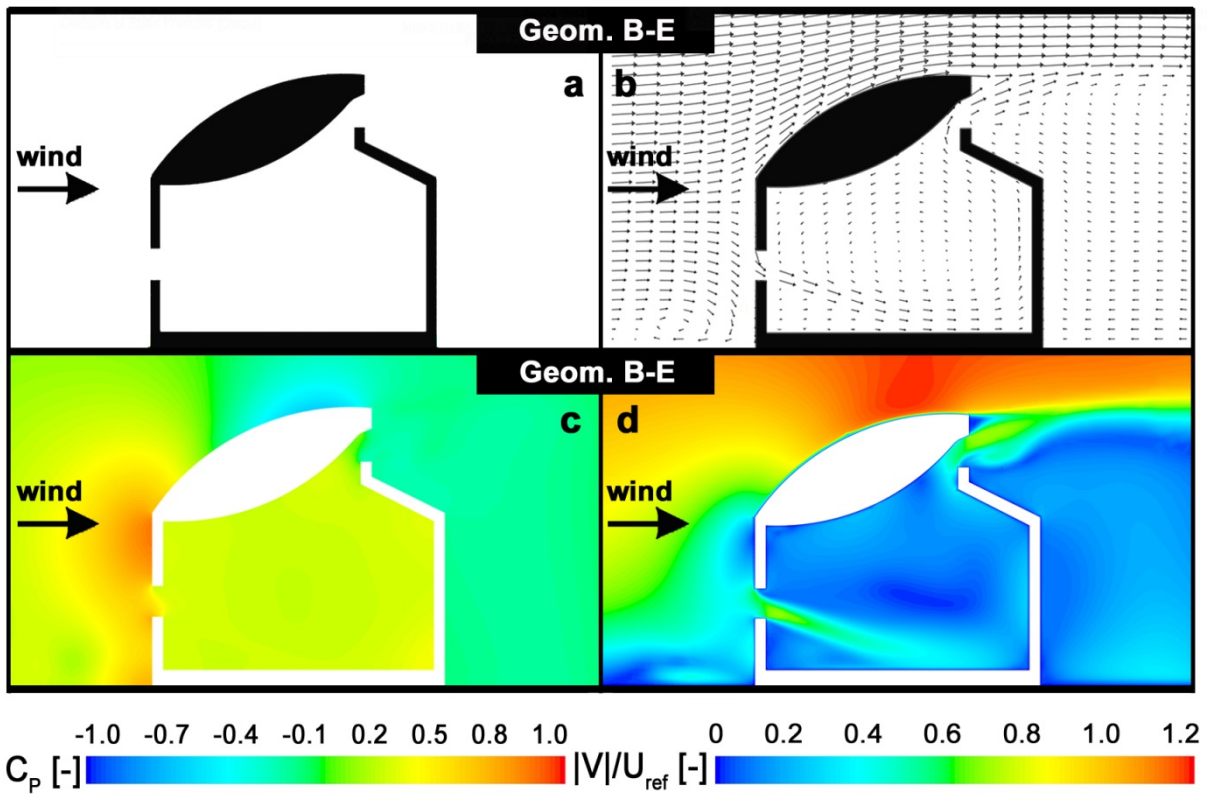 Geom. B-E
a
b
wind
wind
Geom. B-E
c
d
wind
wind
-1.0 -0.7 -0.4 -0.1 0.2 0.5 0.8 1.0
C_P [-]
0 0.2 0.4 0.6 0.8 1.0 1.2
|V|/U_ref [-]